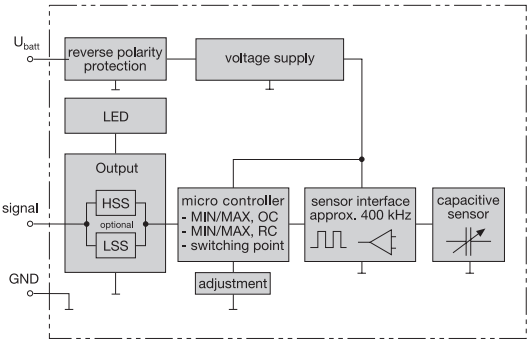 U_batt
reverse polarity
protection
voltage supply
LED
Output
HSS
optional
LSS
signal
micro controller
- MIN/MAX, OC
- MIN/MAX, RC
- switching point
sensor interface
approx. 400 kHz
capacitive
sensor
adjustment
GND